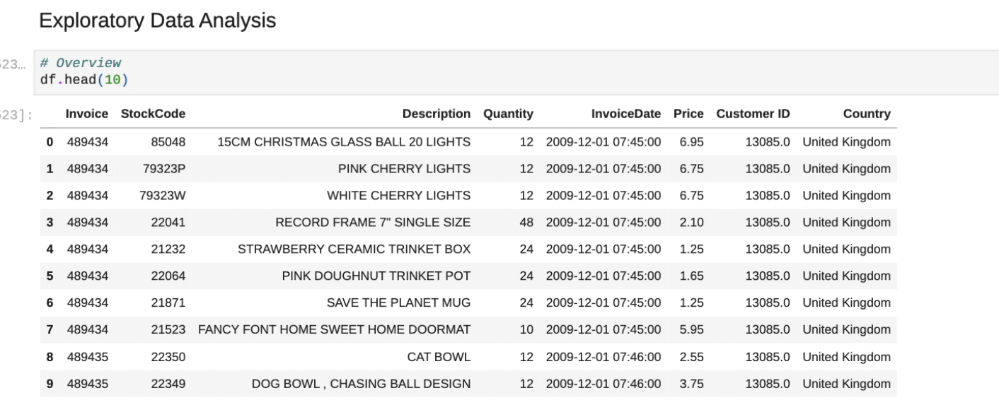 Exploratory Data Analysis
523…
# Overview
df.head(10)
523]:
Invoice StockCode Description Quantity InvoiceDate Price Customer ID Country
0 489434 85048 15CM CHRISTMAS GLASS BALL 20 LIGHTS 12 2009-12-01 07:45:00 6.95 13085.0 United Kingdom
1 489434 79323P PINK CHERRY LIGHTS 12 2009-12-01 07:45:00 6.75 13085.0 United Kingdom
2 489434 79323W WHITE CHERRY LIGHTS 12 2009-12-01 07:45:00 6.75 13085.0 United Kingdom
3 489434 22041 RECORD FRAME 7" SINGLE SIZE 48 2009-12-01 07:45:00 2.10 13085.0 United Kingdom
4 489434 21232 STRAWBERRY CERAMIC TRINKET BOX 24 2009-12-01 07:45:00 1.25 13085.0 United Kingdom
5 489434 22064 PINK DOUGHNUT TRINKET POT 24 2009-12-01 07:45:00 1.65 13085.0 United Kingdom
6 489434 21871 SAVE THE PLANET MUG 24 2009-12-01 07:45:00 1.25 13085.0 United Kingdom
7 489434 21523 FANCY FONT HOME SWEET HOME DOORMAT 10 2009-12-01 07:45:00 5.95 13085.0 United Kingdom
8 489435 22350 CAT BOWL 12 2009-12-01 07:46:00 2.55 13085.0 United Kingdom
9 489435 22349 DOG BOWL , CHASING BALL DESIGN 12 2009-12-01 07:46:00 3.75 13085.0 United Kingdom